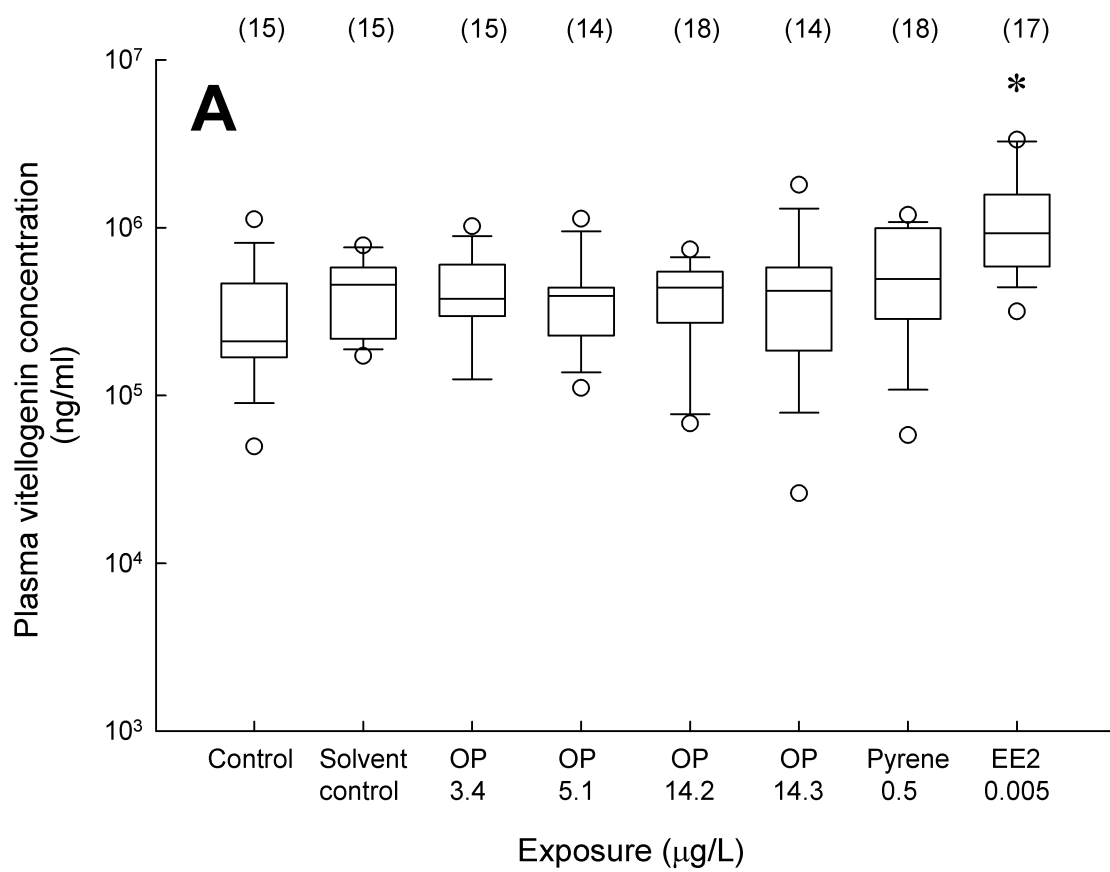 (15) (15) (15) (14) (18) (14) (18) (17)
A
*
10⁷
10⁶
10⁵
10⁴
10³
Plasma vitellogenin concentration
(ng/ml)
Control Solvent OP OP OP OP Pyrene EE2
control 3.4 5.1 14.2 14.3 0.5 0.005
Exposure (μg/L)